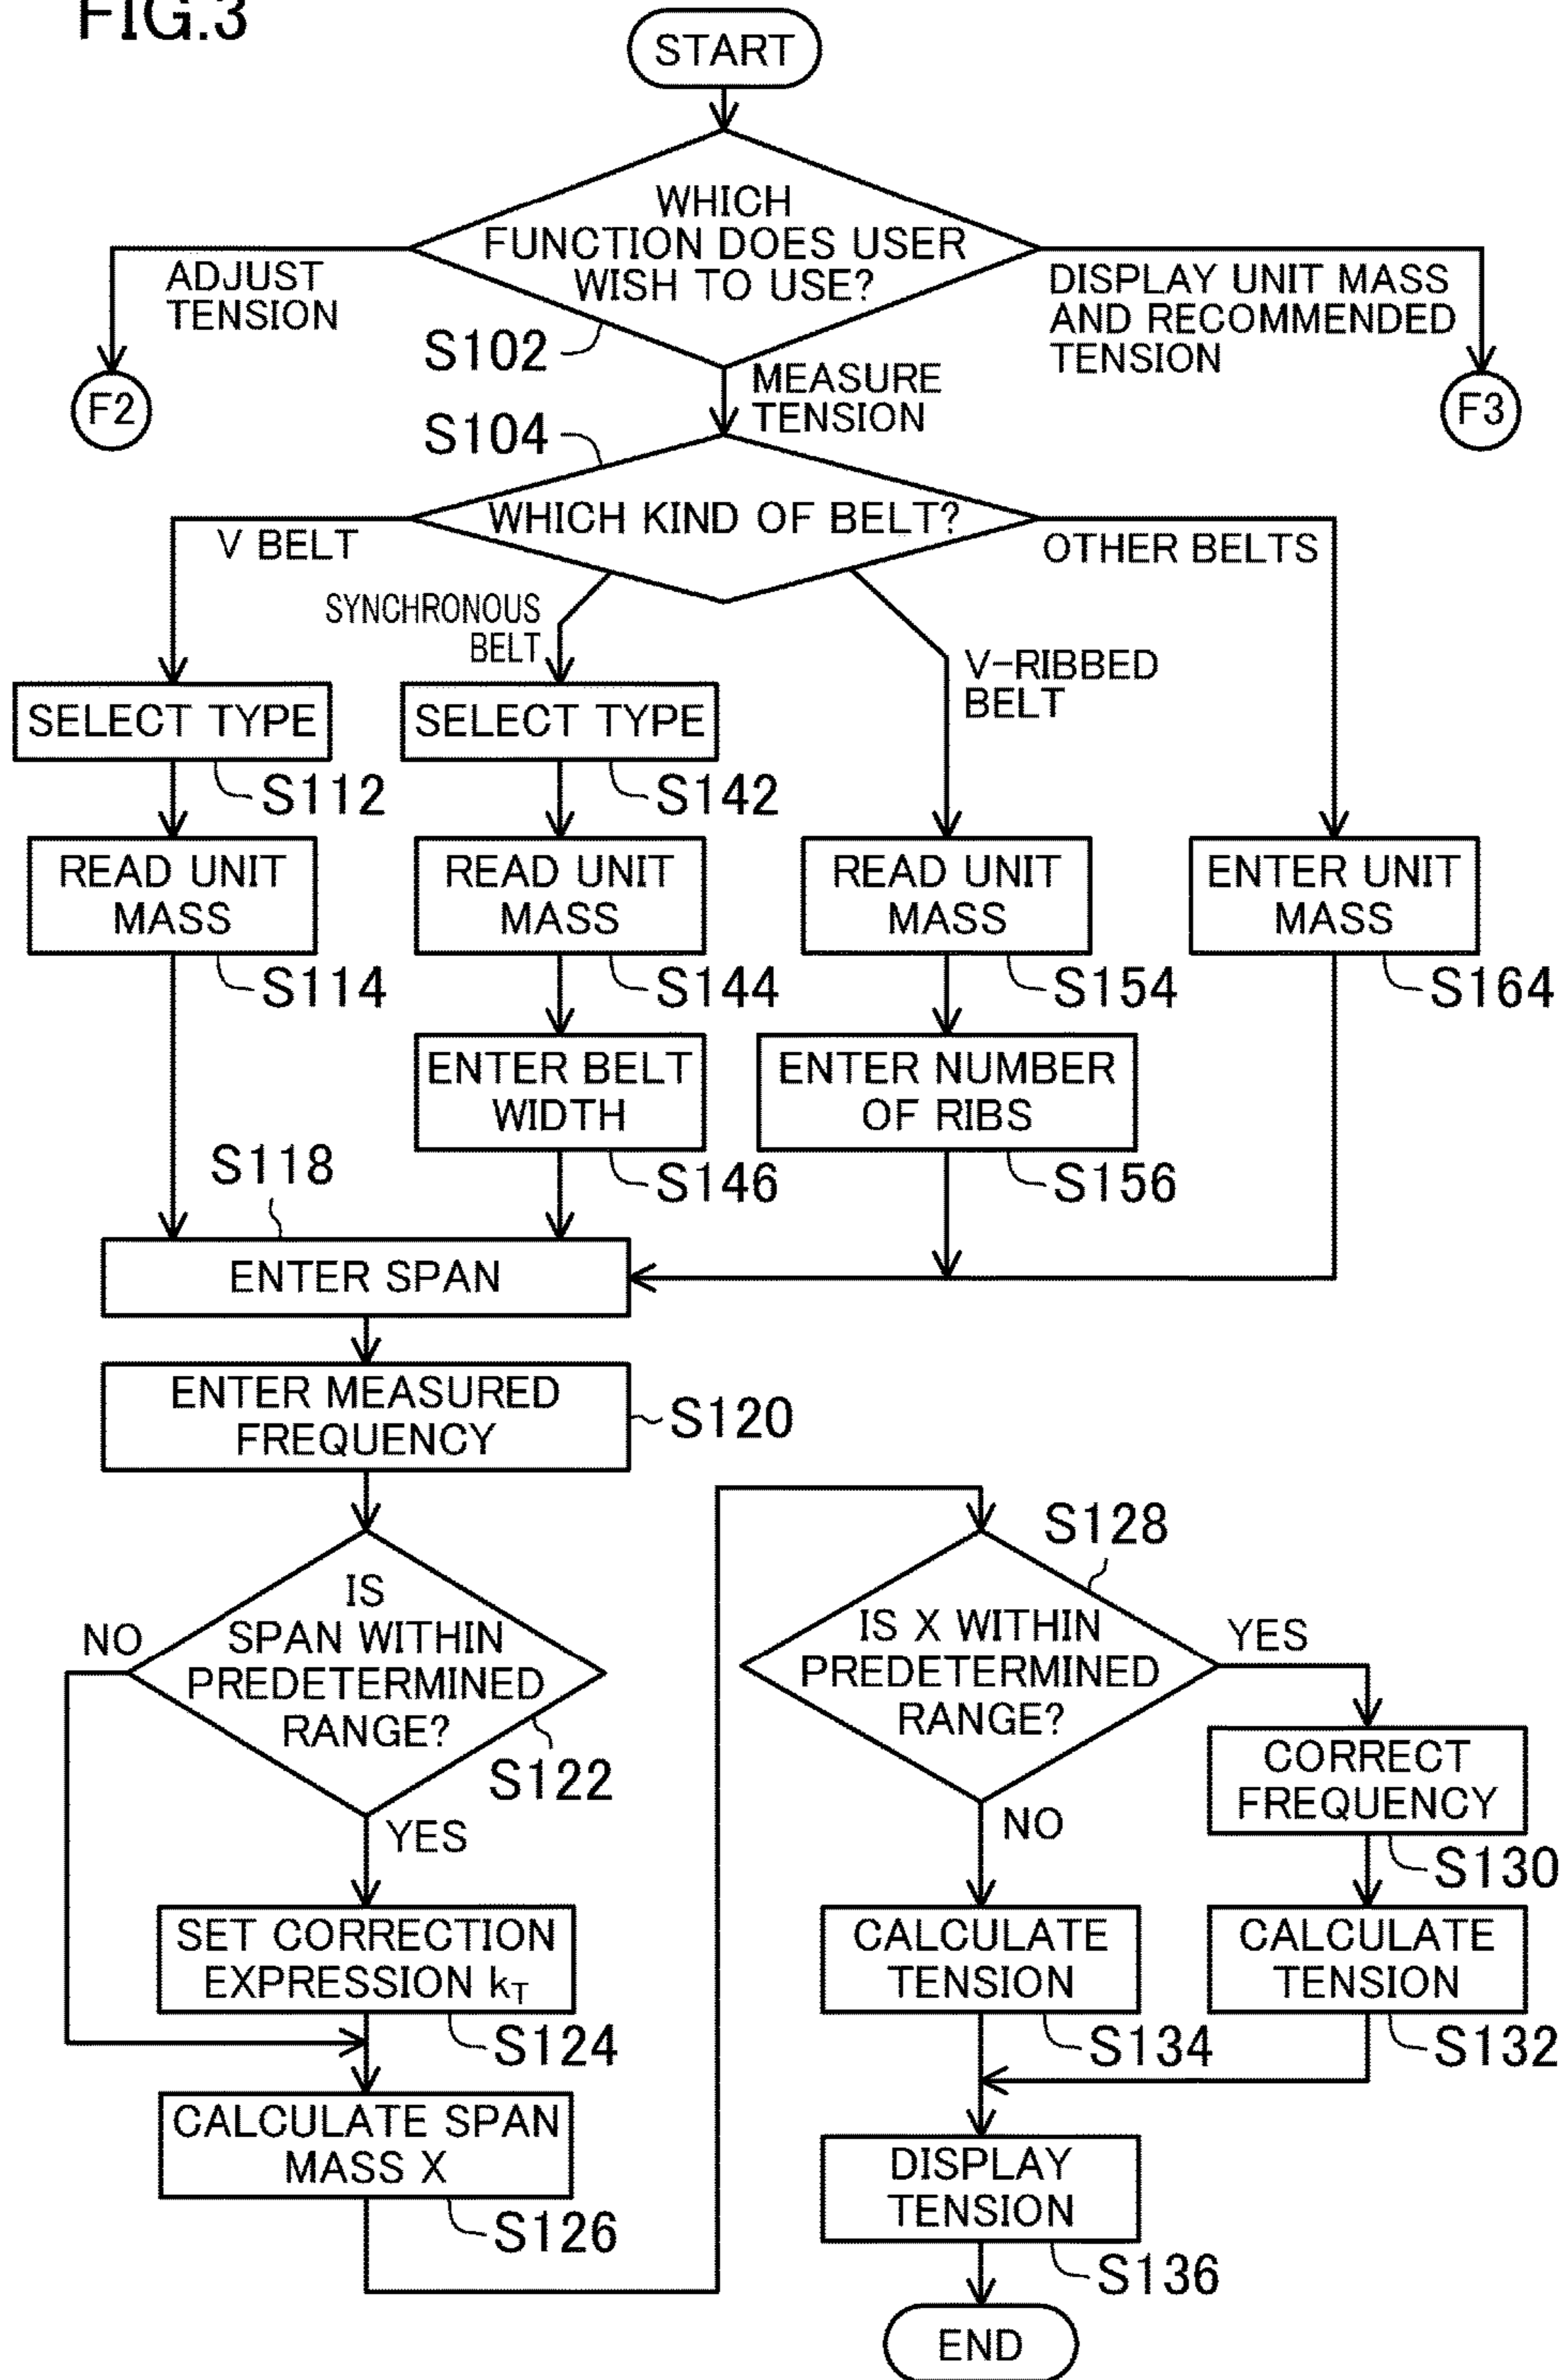 FIG.3
START
WHICH
FUNCTION DOES USER
WISH TO USE?
S102
ADJUST
TENSION
F2
DISPLAY UNIT MASS
AND RECOMMENDED
TENSION
F3
MEASURE
TENSION
S104
WHICH KIND OF BELT?
V BELT
SYNCHRONOUS
BELT
V-RIBBED
BELT
OTHER BELTS
SELECT TYPE
S112
SELECT TYPE
S142
READ UNIT
MASS
S114
READ UNIT
MASS
S144
READ UNIT
MASS
S154
ENTER UNIT
MASS
S164
ENTER BELT
WIDTH
S146
ENTER NUMBER
OF RIBS
S156
S118
ENTER SPAN
ENTER MEASURED
FREQUENCY
S120
IS
SPAN WITHIN
PREDETERMINED
RANGE?
S122
NO
YES
SET CORRECTION
EXPRESSION kT
S124
CALCULATE SPAN
MASS X
S126
S128
IS X WITHIN
PREDETERMINED
RANGE?
YES
NO
CORRECT
FREQUENCY
S130
CALCULATE
TENSION
S134
CALCULATE
TENSION
S132
DISPLAY
TENSION
S136
END